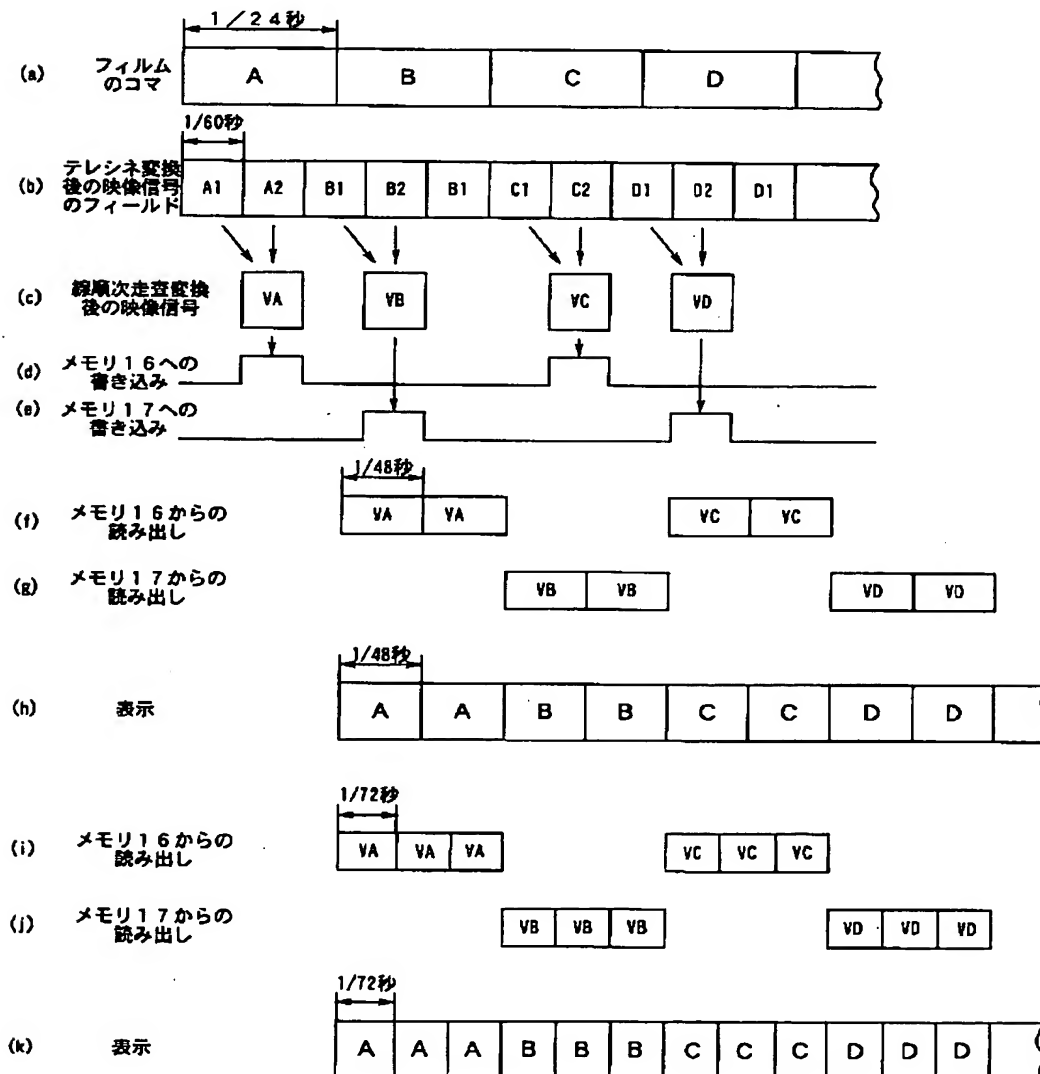 1／24秒
(a) フィルム
のコマ
A B C D
1/60秒
(b) テレシネ変換
後の映像信号
のフィールド
A1 A2 B1 B2 B1 C1 C2 D1 D2 D1
(c) 線順次走査変換
後の映像信号
VA VB VC VD
(d) メモリ16への
書き込み
(e) メモリ17への
書き込み
1/48秒
(f) メモリ16からの
読み出し
VA VA VC VC
(g) メモリ17からの
読み出し
VB VB VD VD
1/48秒
(h) 表示
A A B B C C D D
1/72秒
(i) メモリ16からの
読み出し
VA VA VA VC VC VC
(j) メモリ17からの
読み出し
VB VB VB VD VD VD
1/72秒
(k) 表示
A A A B B B C C C D D D